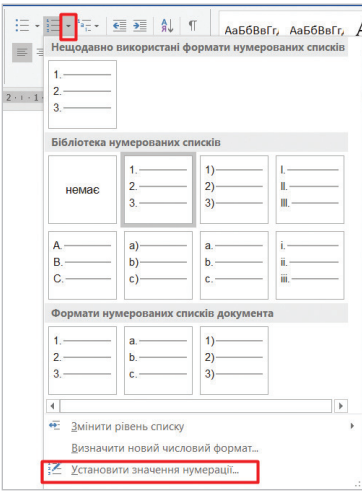 АаБбВвГг, АаБбВвГг, А
Нещодавно використані формати нумерованих списків
1.
2.
3.
2 · ı · 1
Бібліотека нумерованих списків
немає
1.
2.
3.
1)
2)
3)
I.
II.
III.
A.
B.
C.
a)
b)
c)
a.
b.
c.
i.
ii.
iii.
Формати нумерованих списків документа
1.
2.
3.
a.
b.
c.
1)
2)
3)
Змінити рівень списку
Визначити новий числовий формат...
Установити значення нумерації...